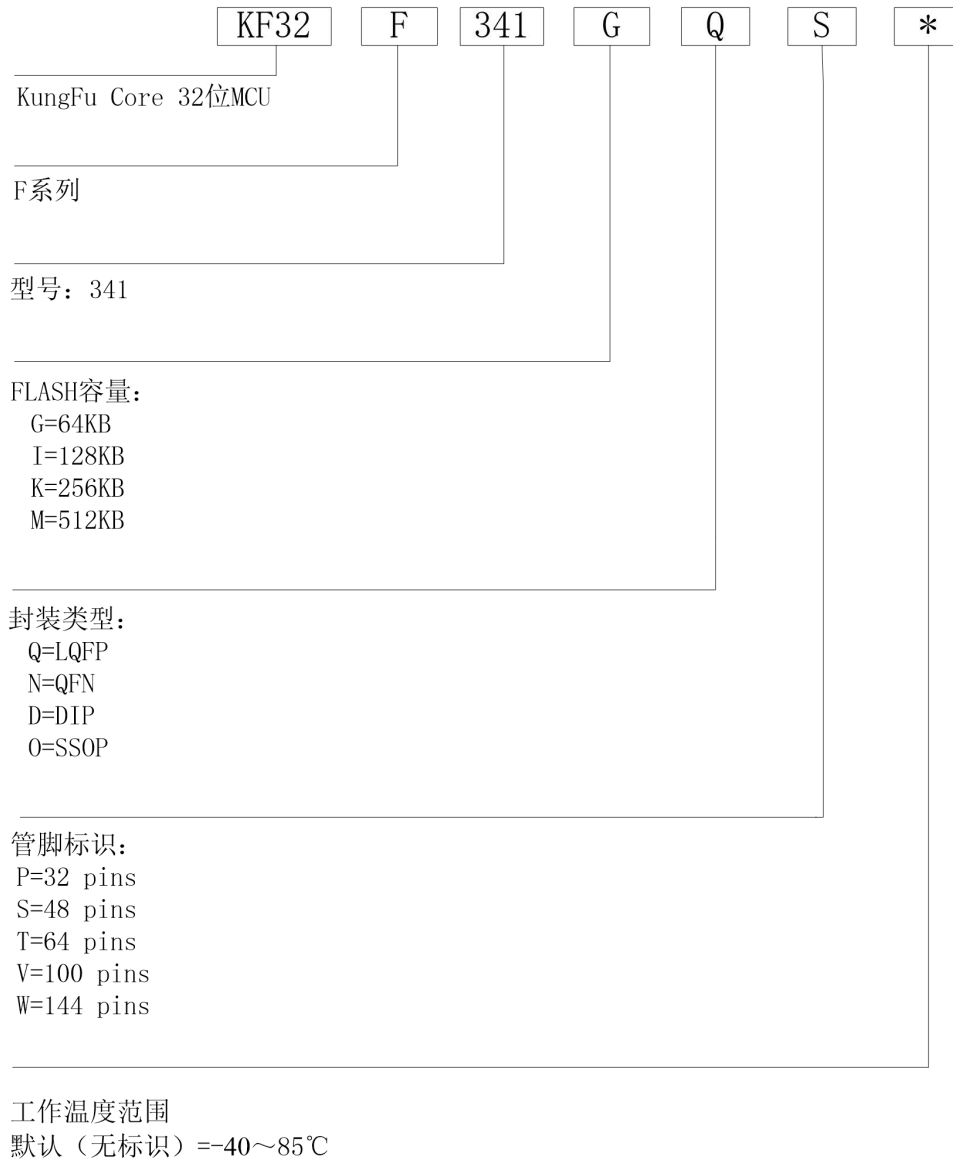 KF32 F 341 G Q S *
KungFu Core 32位MCU
F系列
型号：341
FLASH容量：
G=64KB
I=128KB
K=256KB
M=512KB
封装类型：
Q=LQFP
N=QFN
D=DIP
O=SSOP
管脚标识：
P=32 pins
S=48 pins
T=64 pins
V=100 pins
W=144 pins
工作温度范围
默认（无标识）=-40～85℃